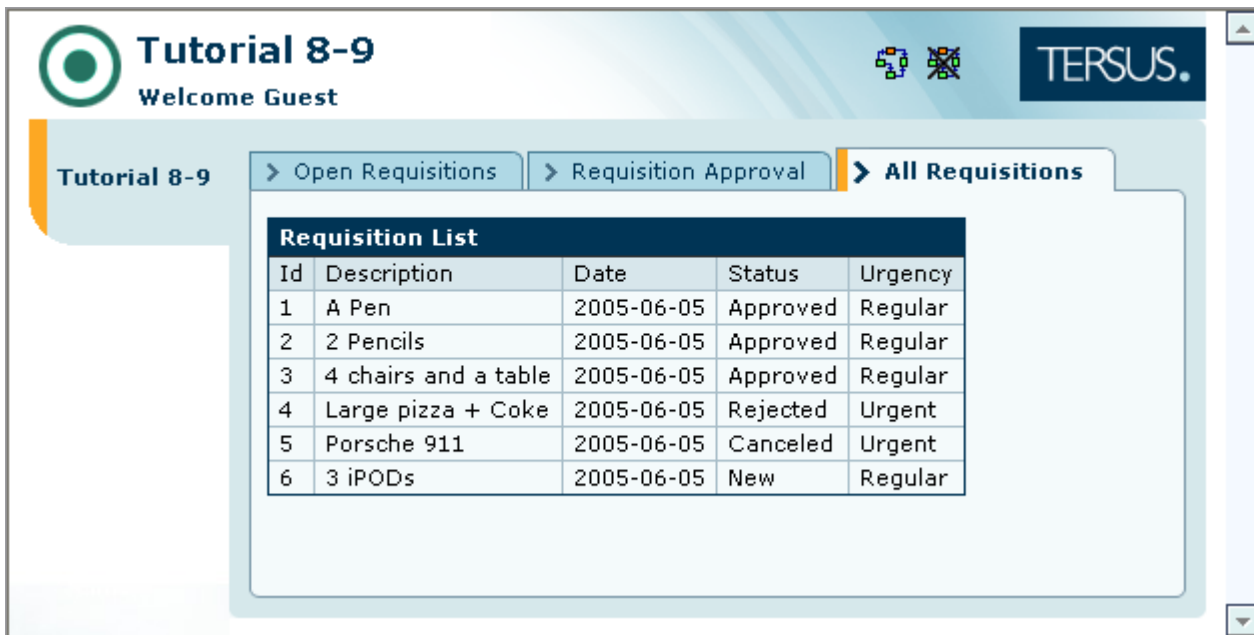 Tutorial 8-9
Welcome Guest
TERSUS.
Tutorial 8-9
Open Requisitions
Requisition Approval
All Requisitions
Requisition List
Id Description Date Status Urgency
1 A Pen 2005-06-05 Approved Regular
2 2 Pencils 2005-06-05 Approved Regular
3 4 chairs and a table 2005-06-05 Approved Regular
4 Large pizza + Coke 2005-06-05 Rejected Urgent
5 Porsche 911 2005-06-05 Canceled Urgent
6 3 iPODs 2005-06-05 New Regular